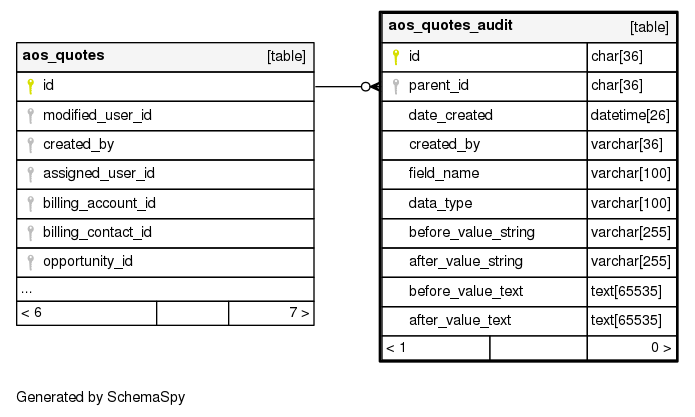 aos_quotes [table]
id
modified_user_id
created_by
assigned_user_id
billing_account_id
billing_contact_id
opportunity_id
...
< 6 7 >
aos_quotes_audit [table]
id char[36]
parent_id char[36]
date_created datetime[26]
created_by varchar[36]
field_name varchar[100]
data_type varchar[100]
before_value_string varchar[255]
after_value_string varchar[255]
before_value_text text[65535]
after_value_text text[65535]
< 1 0 >
Generated by SchemaSpy